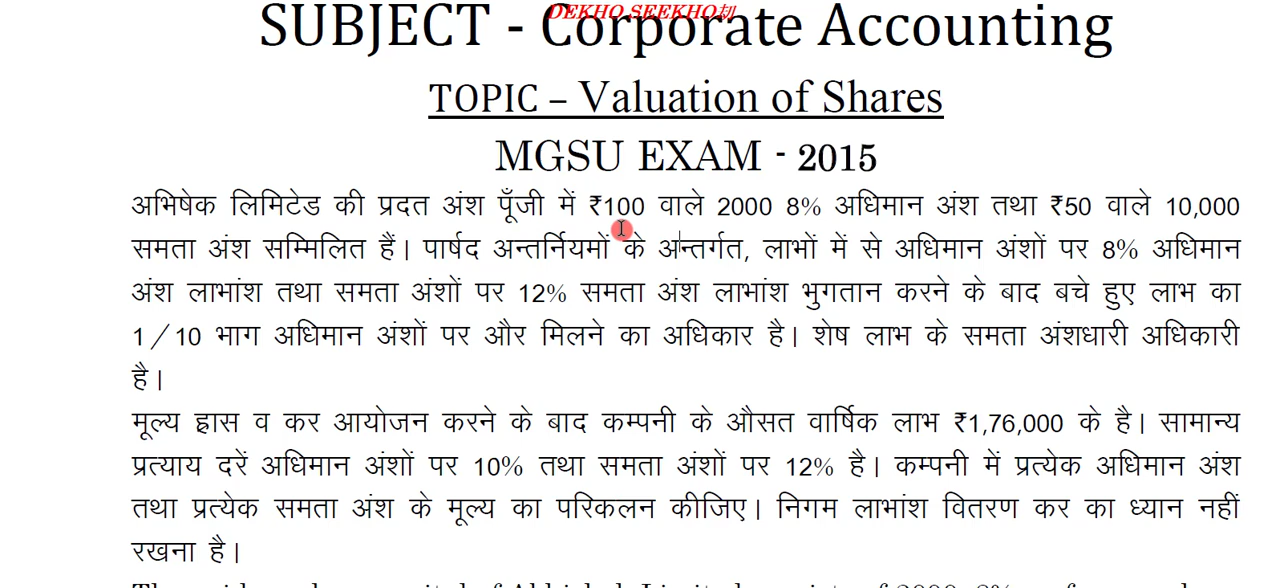 DEKHO SEEKHO
SUBJECT - Corporate Accounting
TOPIC – Valuation of Shares
MGSU EXAM - 2015
अभिषेक लिमिटेड की प्रदत अंश पूँजी में ₹100 वाले 2000 8% अधिमान अंश तथा ₹50 वाले 10,000
समता अंश सम्मिलित हैं। पार्षद अन्तर्नियमों के अन्तर्गत, लाभों में से अधिमान अंशों पर 8% अधिमान
अंश लाभांश तथा समता अंशों पर 12% समता अंश लाभांश भुगतान करने के बाद बचे हुए लाभ का
1/10 भाग अधिमान अंशों पर और मिलने का अधिकार है। शेष लाभ के समता अंशधारी अधिकारी
है।
मूल्य ह्रास व कर आयोजन करने के बाद कम्पनी के औसत वार्षिक लाभ ₹1,76,000 के है। सामान्य
प्रत्याय दरें अधिमान अंशों पर 10% तथा समता अंशों पर 12% है। कम्पनी में प्रत्येक अधिमान अंश
तथा प्रत्येक समता अंश के मूल्य का परिकलन कीजिए। निगम लाभांश वितरण कर का ध्यान नहीं
रखना है।